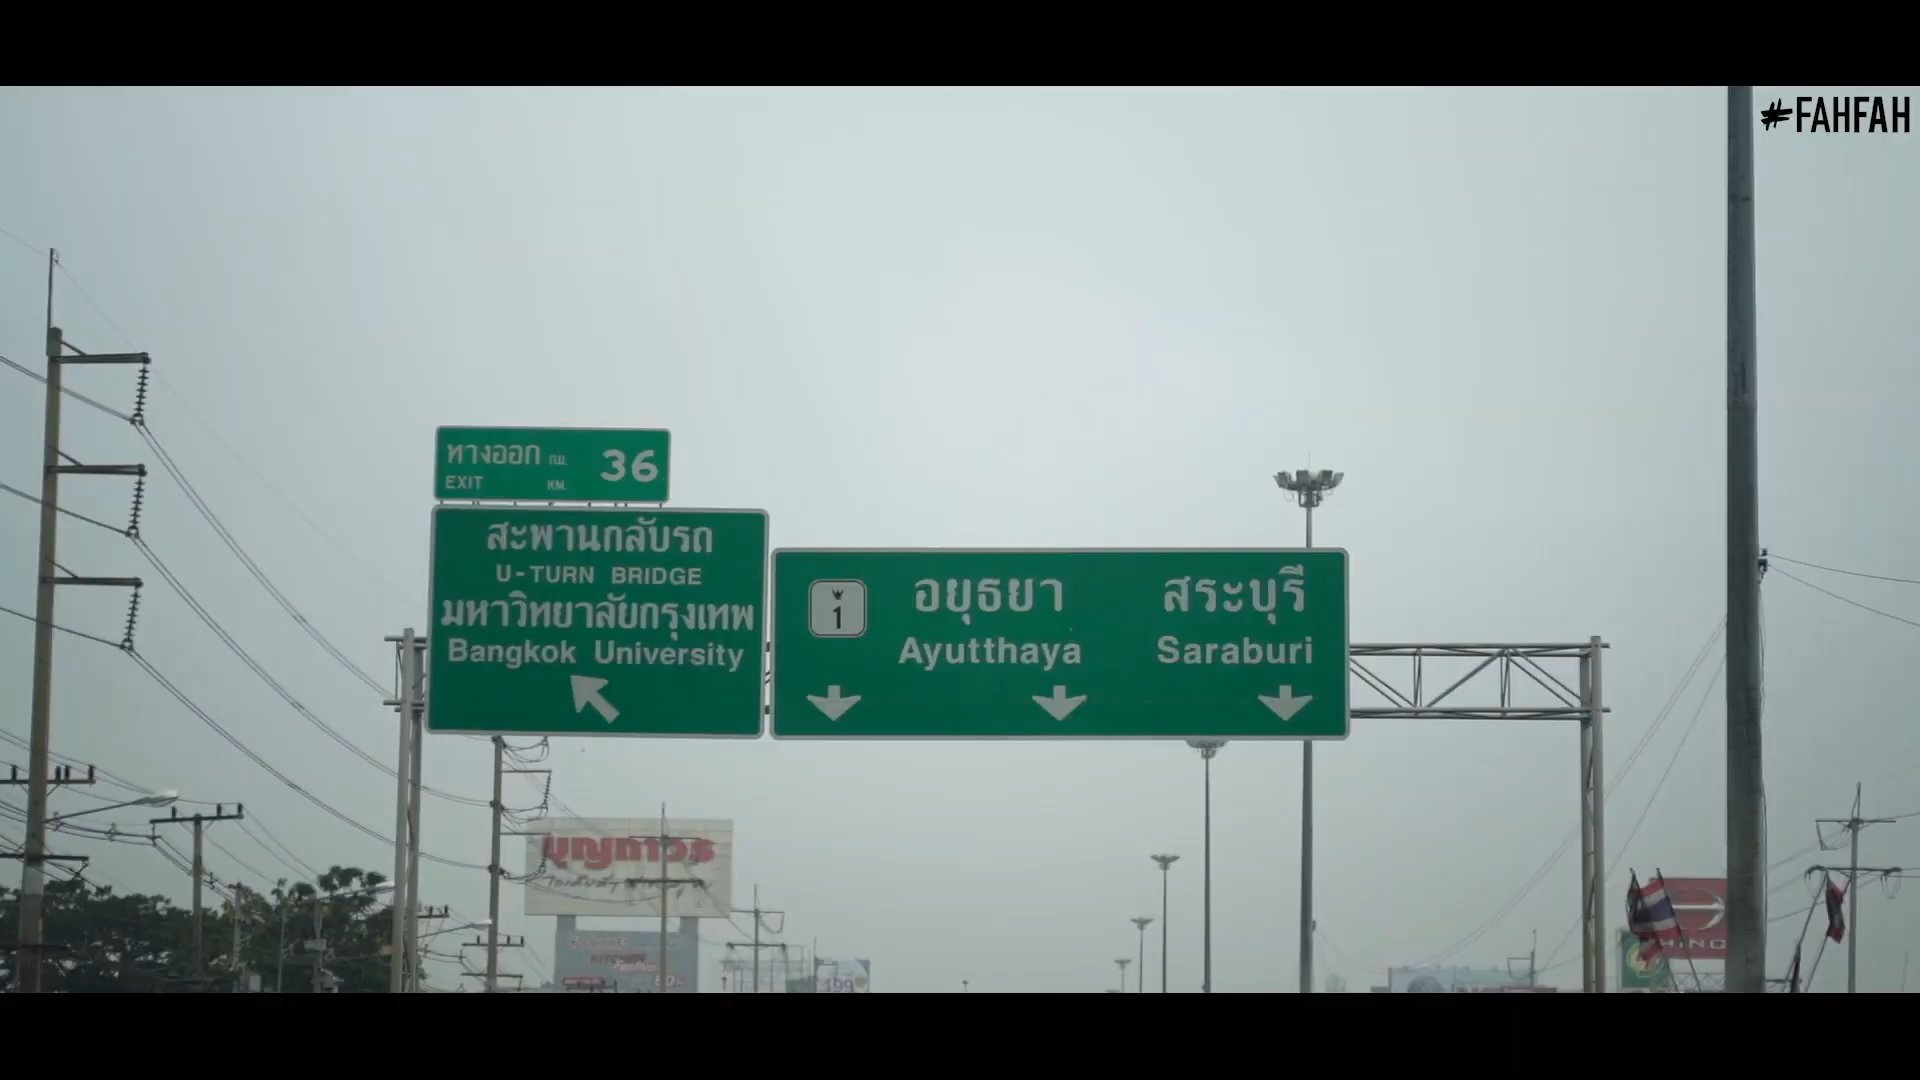 #FAHFAH
ทางออก กม. 36
EXIT KM.
สะพานกลับรถ
U-TURN BRIDGE
มหาวิทยาลัยกรุงเทพ
Bangkok University
1
อยุธยา สระบุรี
Ayutthaya Saraburi
บุญถาวร
KITCHEN
HINO